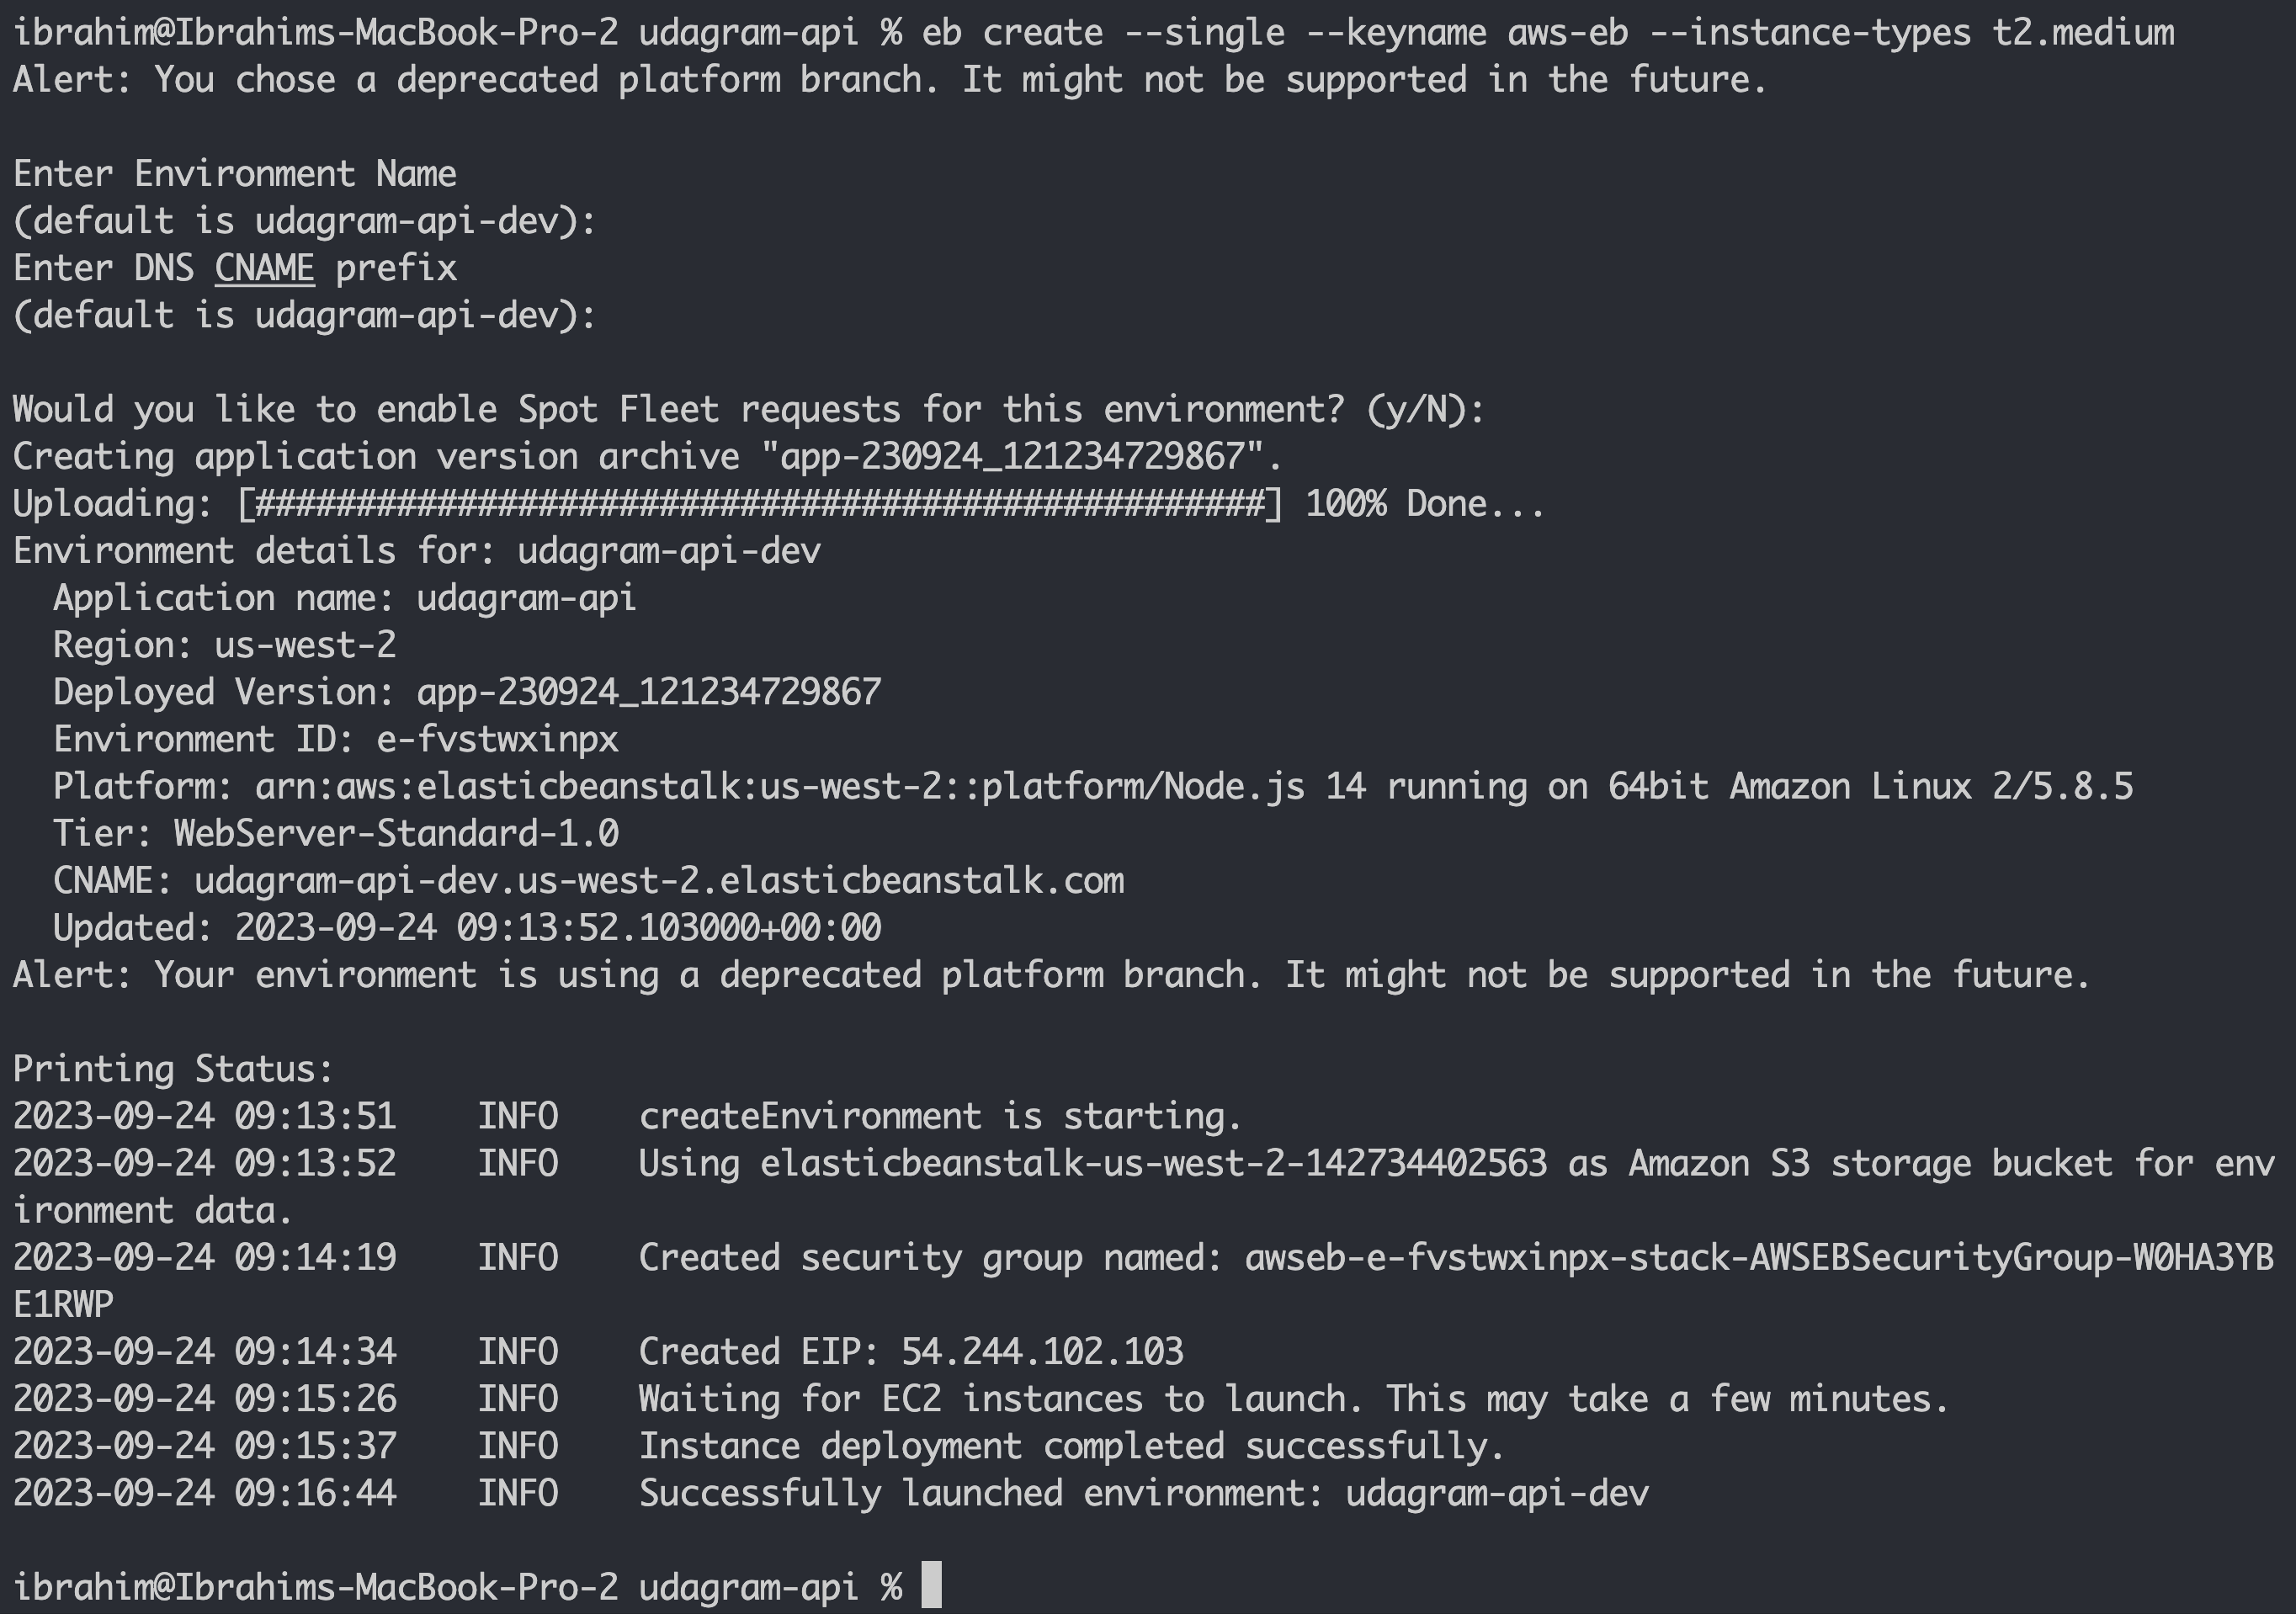 ibrahim@Ibrahims-MacBook-Pro-2 udagram-api % eb create --single --keyname aws-eb --instance-types t2.medium
Alert: You chose a deprecated platform branch. It might not be supported in the future.
Enter Environment Name
(default is udagram-api-dev):
Enter DNS CNAME prefix
(default is udagram-api-dev):
Would you like to enable Spot Fleet requests for this environment? (y/N):
Creating application version archive "app-230924_121234729867".
Uploading: [##################################################] 100% Done...
Environment details for: udagram-api-dev
  Application name: udagram-api
  Region: us-west-2
  Deployed Version: app-230924_121234729867
  Environment ID: e-fvstwxinpx
  Platform: arn:aws:elasticbeanstalk:us-west-2::platform/Node.js 14 running on 64bit Amazon Linux 2/5.8.5
  Tier: WebServer-Standard-1.0
  CNAME: udagram-api-dev.us-west-2.elasticbeanstalk.com
  Updated: 2023-09-24 09:13:52.103000+00:00
Alert: Your environment is using a deprecated platform branch. It might not be supported in the future.
Printing Status:
2023-09-24 09:13:51    INFO    createEnvironment is starting.
2023-09-24 09:13:52    INFO    Using elasticbeanstalk-us-west-2-142734402563 as Amazon S3 storage bucket for env
ironment data.
2023-09-24 09:14:19    INFO    Created security group named: awseb-e-fvstwxinpx-stack-AWSEBSecurityGroup-W0HA3YB
E1RWP
2023-09-24 09:14:34    INFO    Created EIP: 54.244.102.103
2023-09-24 09:15:26    INFO    Waiting for EC2 instances to launch. This may take a few minutes.
2023-09-24 09:15:37    INFO    Instance deployment completed successfully.
2023-09-24 09:16:44    INFO    Successfully launched environment: udagram-api-dev
ibrahim@Ibrahims-MacBook-Pro-2 udagram-api %